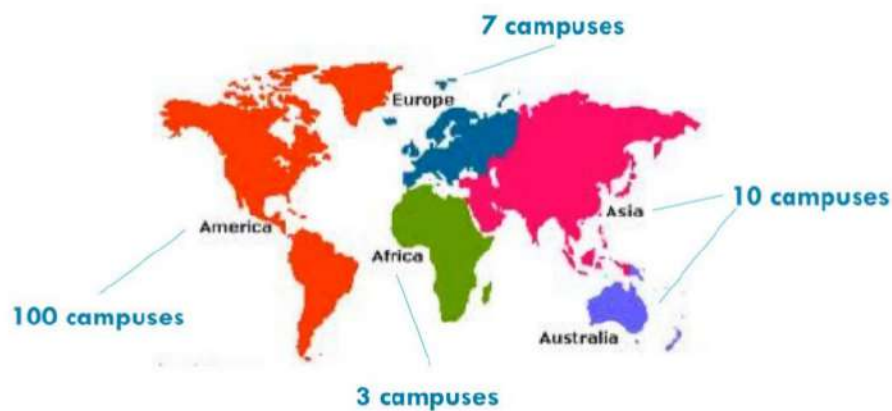 7 campuses
Europe
Asia
10 campuses
America
Africa
100 campuses
Australia
3 campuses